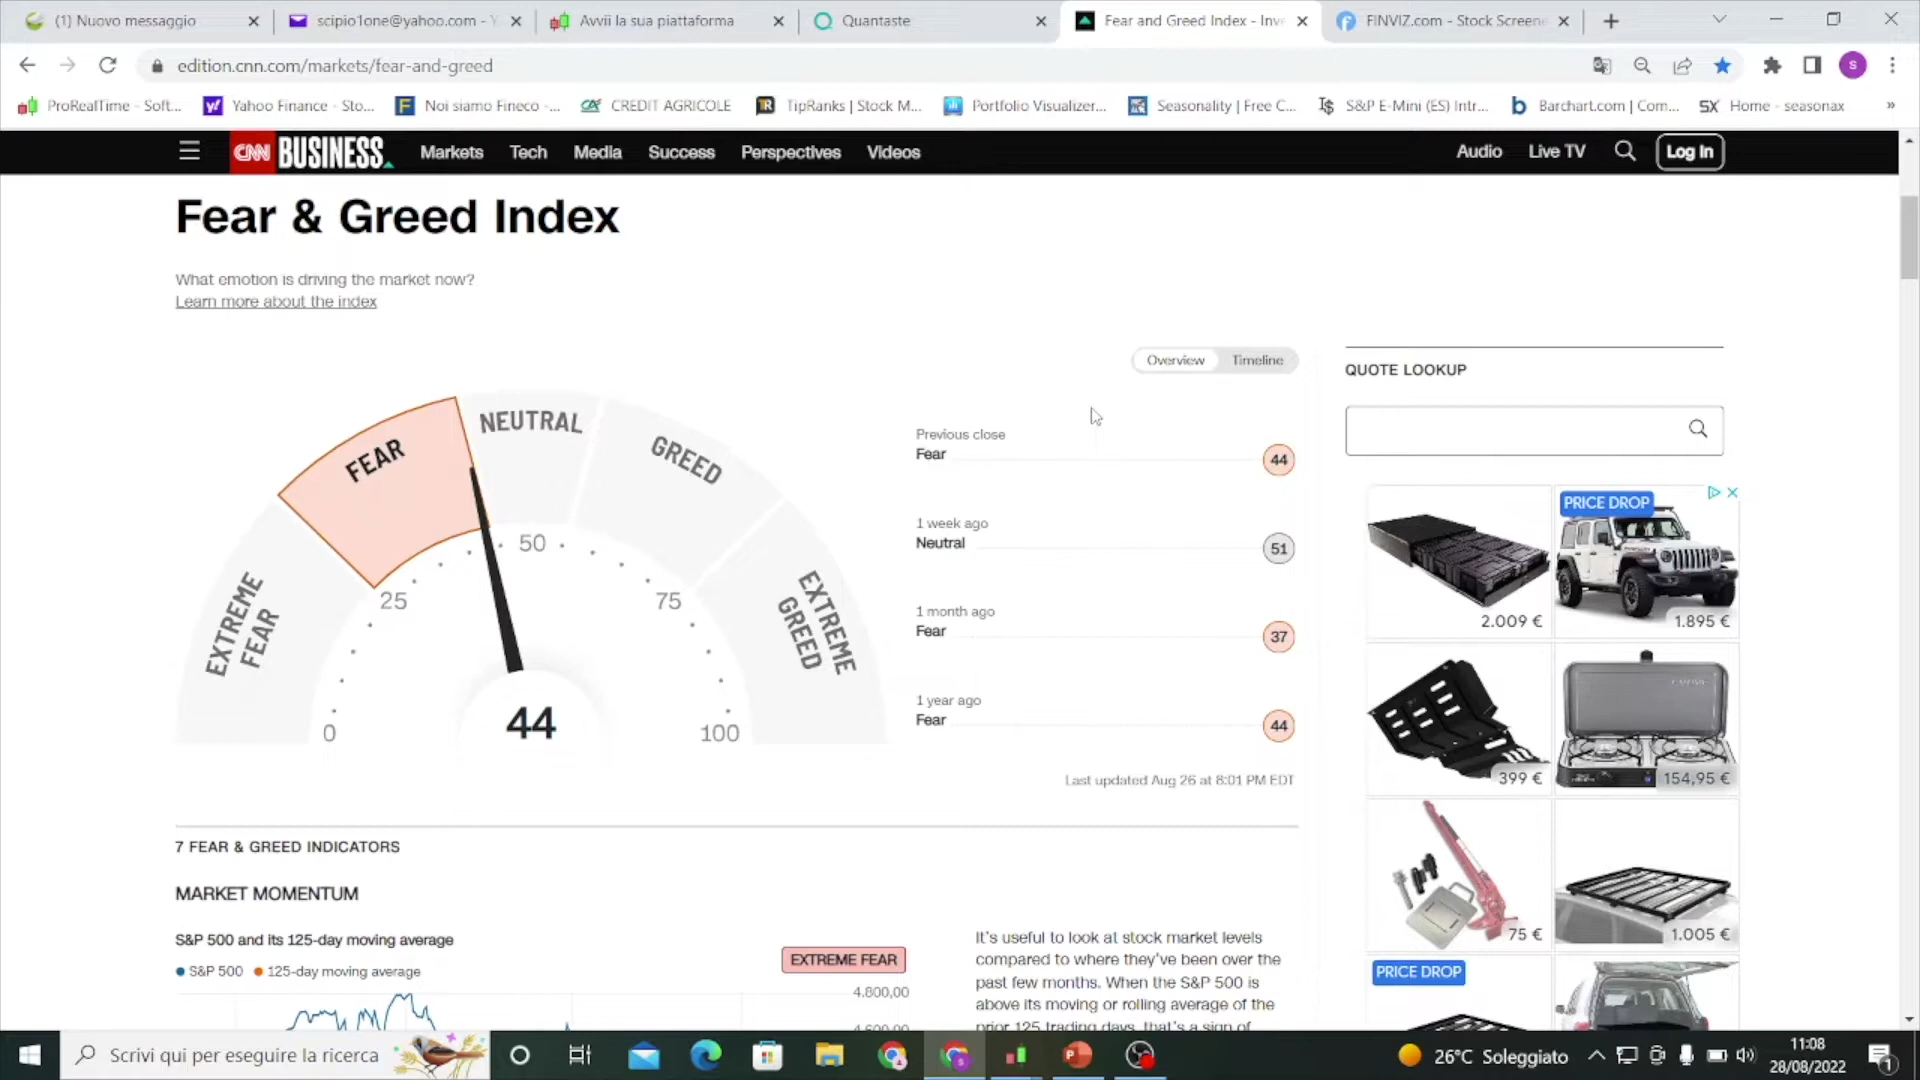 (1) Nuovo messaggio
scipio1one@yahoo.com - Y
Avvii la sua piattaforma
Quantaste
Fear and Greed Index - Inve
FINVIZ.com - Stock Screene
edition.cnn.com/markets/fear-and-greed
S
ProRealTime - Soft...
Yahoo Finance - Sto...
Noi siamo Fineco -...
CREDIT AGRICOLE
TipRanks | Stock M...
Portfolio Visualizer...
Seasonality | Free C...
S&P E-Mini (ES) Intr...
Barchart.com | Com...
Home - seasonax
»
CNN BUSINESS
Markets
Tech
Media
Success
Perspectives
Videos
Audio
Live TV
Log In
Fear & Greed Index
What emotion is driving the market now?
Learn more about the index
Overview
Timeline
QUOTE LOOKUP
EXTREME FEAR
FEAR
NEUTRAL
GREED
EXTREME GREED
0
25
50
75
100
44
Previous close
Fear
44
1 week ago
Neutral
51
1 month ago
Fear
37
1 year ago
Fear
44
Last updated Aug 26 at 8:01 PM EDT
PRICE DROP
2.009 €
1.895 €
399 €
154,95 €
75 €
1.005 €
PRICE DROP
7 FEAR & GREED INDICATORS
MARKET MOMENTUM
S&P 500 and its 125-day moving average
S&P 500
125-day moving average
EXTREME FEAR
4.800,00
4.600,00
It's useful to look at stock market levels
compared to where they've been over the
past few months. When the S&P 500 is
above its moving or rolling average of the
prior 125 trading days, that's a sign of
Scrivi qui per eseguire la ricerca
26°C Soleggiato
11:08
28/08/2022
1